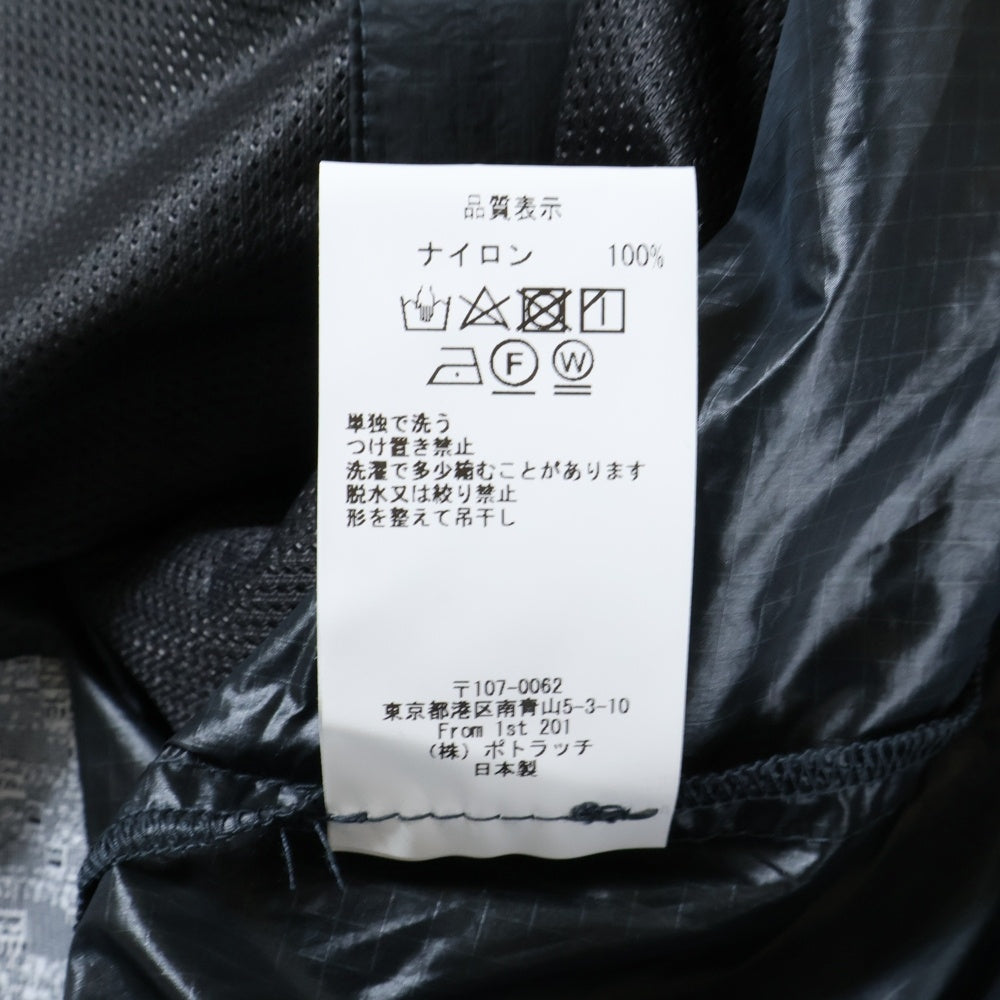 品質表示
ナイロン 100%
F W
単独で洗う
つけ置き禁止
洗濯で多少縮むことがあります
脱水又は絞り禁止
形を整えて吊干し
〒107-0062
東京都港区南青山5-3-10
From 1st 201
(株) ポトラッチ
日本製